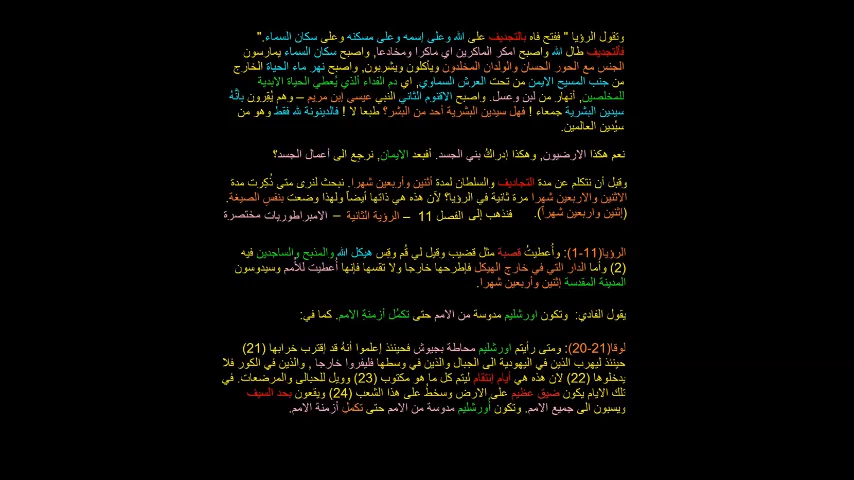 وتقول الرؤيا " ففتح فاه بالتجديف على الله وعلى إسمه وعلى مسكنه وعلى سكان السماء."
فالتجديف طال الله واصبح امكر الماكرين اي ماكرا ومخادعا, واصبح سكان السماء يمارسون
الجنس مع الحور الحسان والولدان المخلدون ويأكلون ويشربون, واصبح نهر ماء الحياة الخارج
من جنب المسيح الايمن من تحت العرش السماوي, اي دم الفداء ألذي يُعطي الحياة الابدية
للمخلصين, أنهار من لبن وعسل. واصبح الاقنوم الثاني النبي عيسى إبن مريم – وهم يُقرون بأنَّهُ
سيدين البشرية جمعاء ! فهل سيدين البشرية أحد من البشر؟ طبعا لا ! فالدينونة لله فقط وهو من
سيُدين العالمين.
نعم هكذا الارضيون, وهكذا إدراكُ بني الجسد. أفبعد الايمان, نرجع الى أعمال الجسد؟
وقبل أن نتكلم عن مدة التجاديف والسلطان لمدة أثنين وأربعين شهرا. نبحث لنرى متى ذُكِرت مدة
الاثنين والاربعين شهرا مرة ثانية في الرؤيا؟ لأن هذه هي ذاتها أيضاً ولهذا وضعت بنفس الصيغة.
(إثنين واربعين شهراً). فنذهب إلى الفصل 11 – الرؤية الثانية – الامبراطوريات مختصرة
الرؤيا(11-1): وأعطيتُ قصبة مثل قضيب وقيل لي قُم وقِس هيكل الله والمذبح والساجدين فيه
(2) وأما الدار التي في خارج الهيكل فإطرحها خارجا ولا تقسها فإنها أُعطيت للأمم وسيدوسون
المدينة المقدسة إثنين وأربعين شهرا.
يقول الفادي: وتكون اورشليم مدوسة من الامم حتى تكمُل أزمنةِ الامم. كما في:
لوقا(21-20): ومتى رأيتم اورشليم محاطة بجيوش فحينئذ إعلموا أنهُ قد إقترب خرابها (21)
حينئذ ليهرب الذين في اليهودية الى الجبال والذين في وسطها فليفروا خارجا , والذين في الكور فلا
يدخلوها (22) لان هذه هي أيام إنتقام ليتم كل ما هو مكتوب (23) وويل للحبالى والمرضعات. في
تلك الايام يكون ضيق عظيم على الارض وسخطُ على هذا الشعب (24) ويقعون بحد السيف
ويسبون الى جميع الامم. وتكون أُورشليم مدوسة من الامم حتى تكمل أزمنة الامم.